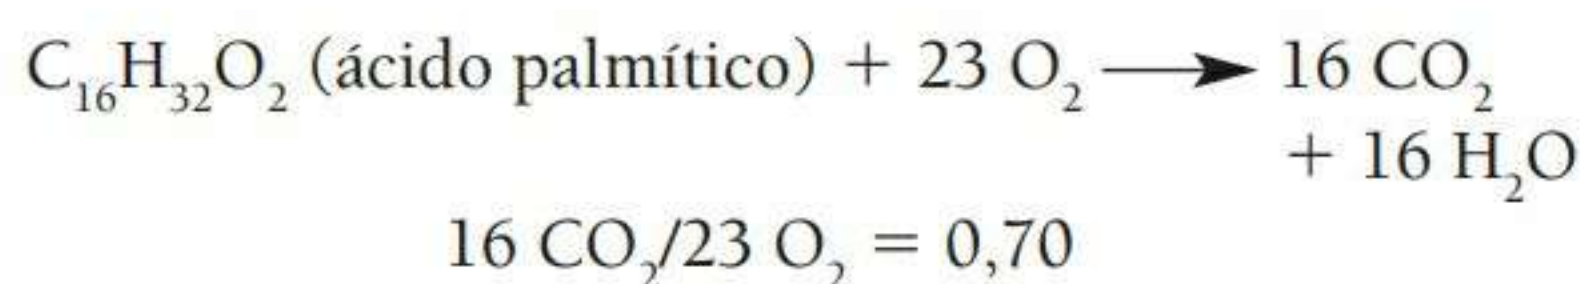 C₁₆H₃₂O₂ (ácido palmítico) + 23 O₂ ⟶ 16 CO₂
+ 16 H₂O
16 CO₂/23 O₂ = 0,70